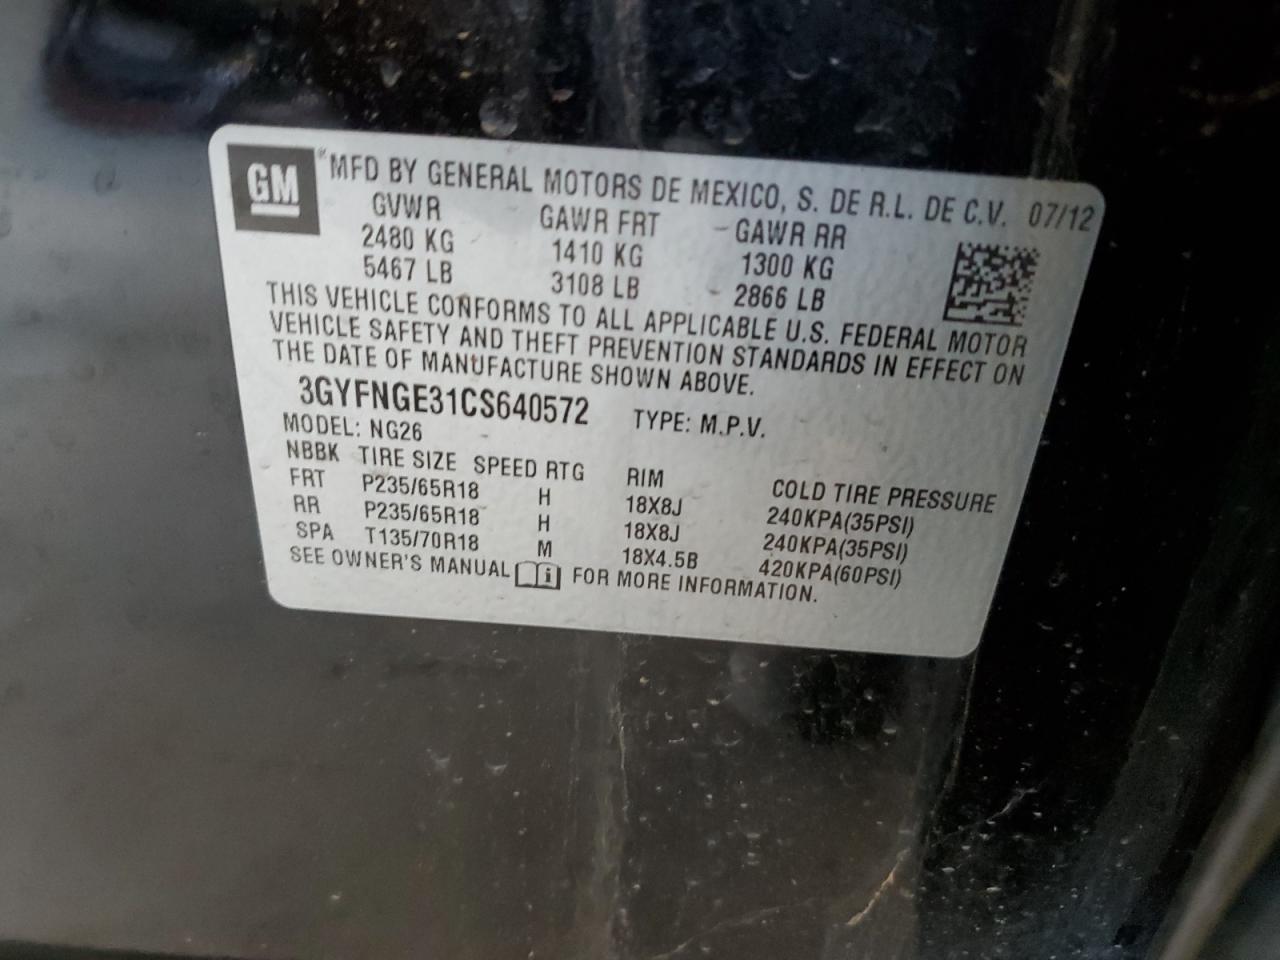 GM
MFD BY GENERAL MOTORS DE MEXICO, S. DE R.L. DE C.V. 07/12
GVWR GAWR FRT GAWR RR
2480 KG 1410 KG 1300 KG
5467 LB 3108 LB 2866 LB
THIS VEHICLE CONFORMS TO ALL APPLICABLE U.S. FEDERAL MOTOR
VEHICLE SAFETY AND THEFT PREVENTION STANDARDS IN EFFECT ON
THE DATE OF MANUFACTURE SHOWN ABOVE.
3GYFNGE31CS640572 TYPE: M.P.V.
MODEL: NG26
NBBK TIRE SIZE SPEED RTG RIM COLD TIRE PRESSURE
FRT P235/65R18 H 18X8J 240KPA(35PSI)
RR P235/65R18 H 18X8J 240KPA(35PSI)
SPA T135/70R18 M 18X4.5B 420KPA(60PSI)
SEE OWNER'S MANUAL i FOR MORE INFORMATION.